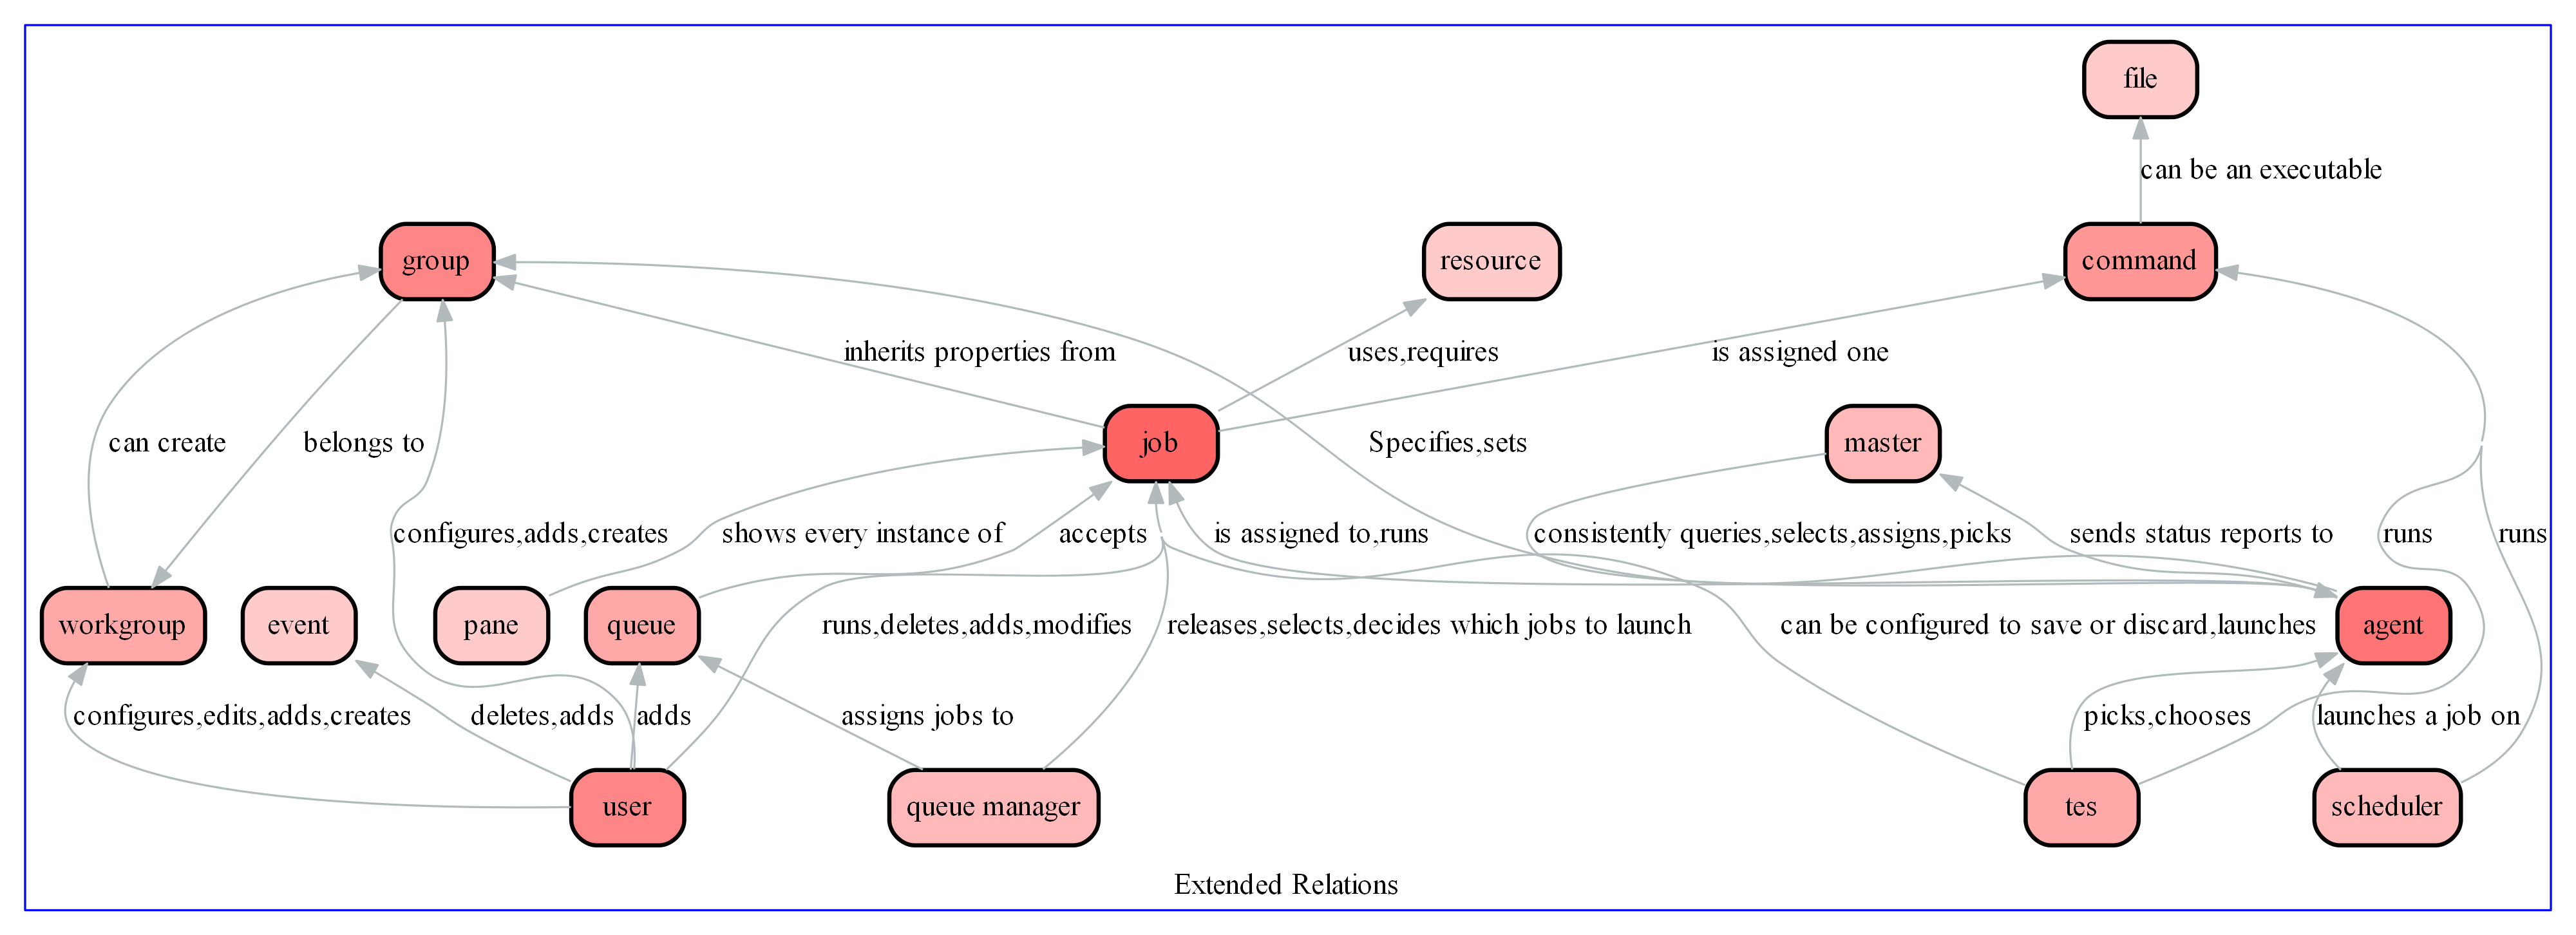 file
can be an executable
group
resource
command
inherits properties from
uses,requires
is assigned one
can create
belongs to
job
Specifies,sets
master
configures,adds,creates
shows every instance of
accepts
is assigned to,runs
consistently queries,selects,assigns,picks
sends status reports to
runs
runs
workgroup
event
pane
queue
runs,deletes,adds,modifies
releases,selects,decides which jobs to launch
can be configured to save or discard,launches
agent
configures,edits,adds,creates
deletes,adds
adds
assigns jobs to
picks,chooses
launches a job on
user
queue manager
tes
scheduler
Extended Relations